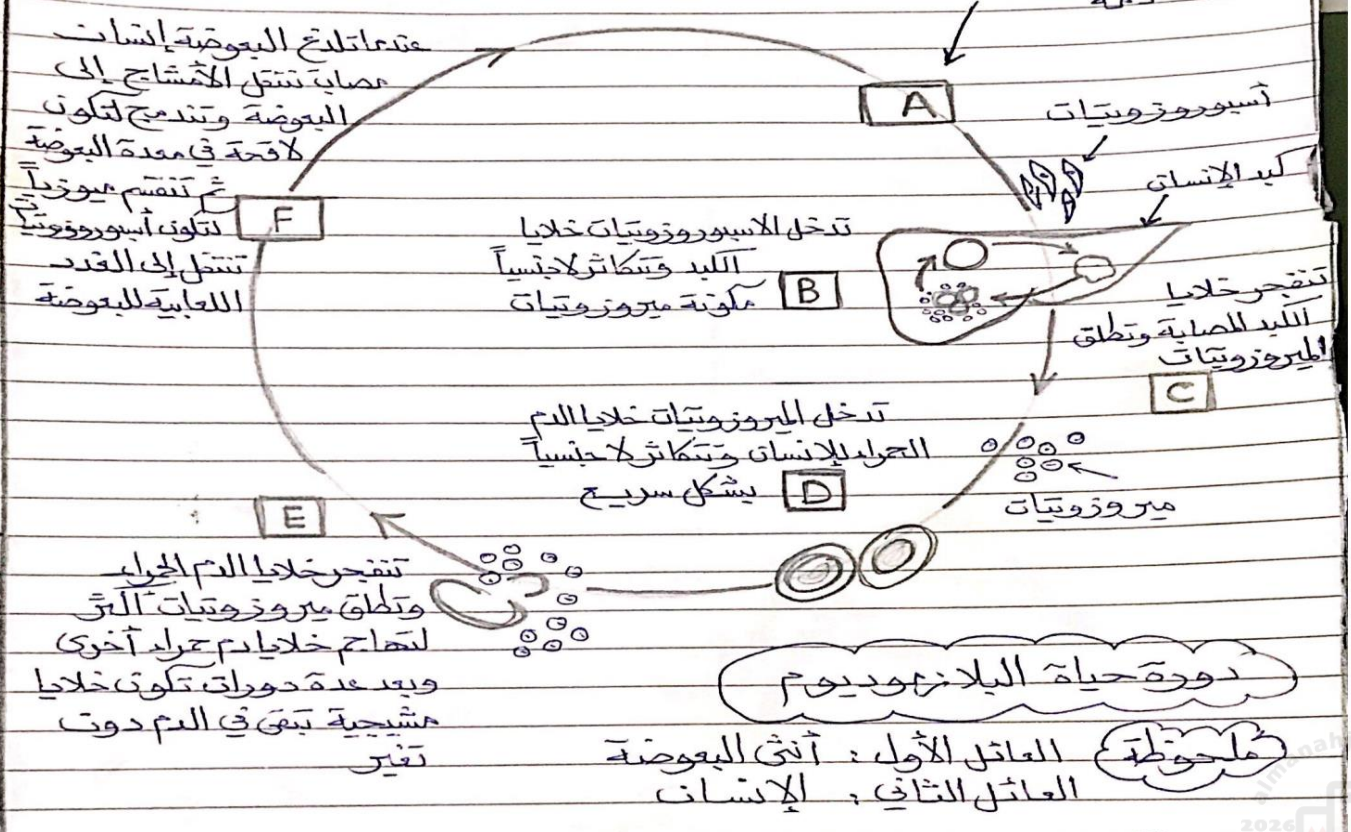 A
أسبوروزويتات
كبد الإنسان
تدخل الاسبوروزويتات خلايا
الكبد وتتكاثر لاجنسياً
مكونة ميروزويتات
B
تنفجر خلايا
الكبد المصابة وتطلق
الميروزويتات
C
ميروزويتات
تدخل الميروزويتات خلايا الدم
الحمراء للإنسان وتتكاثر لاجنسياً
بشكل سريع
D
E
تنفجر خلايا الدم الحمراء
وتطلق ميروزويتات أكثر
لتهاجم خلايا دم حمراء أخرى
وبعد عدة دورات تكون خلايا
مشيجية تبقى في الدم دون
تغير
F
عندما تلدغ البعوضة إنسان
مصاب تنتقل الأمشاج إلى
البعوضة وتندمج لتكون
لاقحة في معدة البعوضة
ثم تنقسم ميوزياً
لتكون أسبوروزويتات
تنتقل إلى الغدد
اللعابية للبعوضة
دورة حياة البلازموديوم
ملحوظة
العائل الأول : أنثى البعوضة
العائل الثاني : الإنسان
almanahj
2026